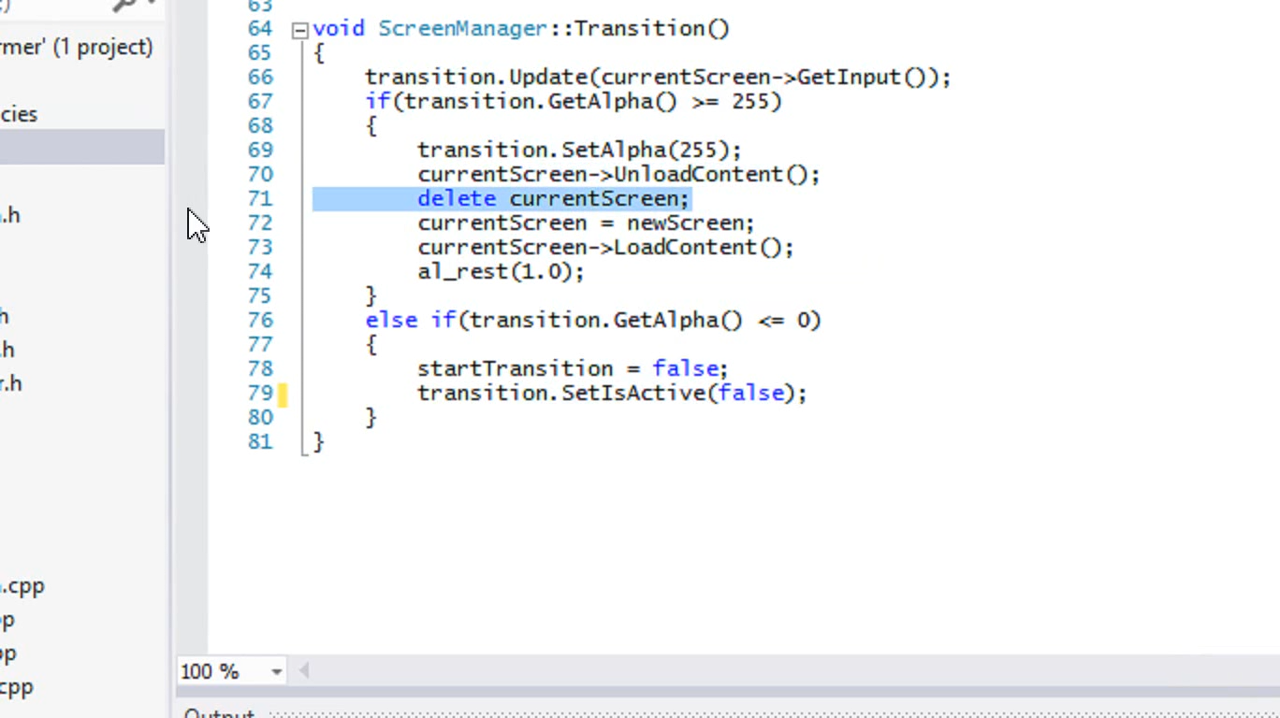 63
64 void ScreenManager::Transition()
65 {
66 transition.Update(currentScreen->GetInput());
67 if(transition.GetAlpha() >= 255)
68 {
69 transition.SetAlpha(255);
70 currentScreen->UnloadContent();
71 delete currentScreen;
72 currentScreen = newScreen;
73 currentScreen->LoadContent();
74 al_rest(1.0);
75 }
76 else if(transition.GetAlpha() <= 0)
77 {
78 startTransition = false;
79 transition.SetIsActive(false);
80 }
81 }
rmer' (1 project)
cies
.h
h
.h
r.h
.cpp
pp
pp
cpp
100 %
Output